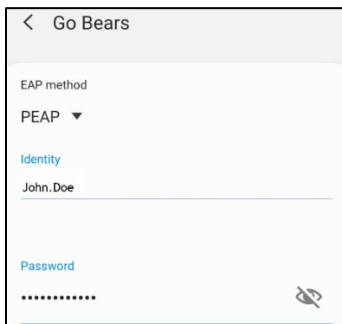 Go Bears
EAP method
PEAP
Identity
John.Doe
Password
••••••••••••